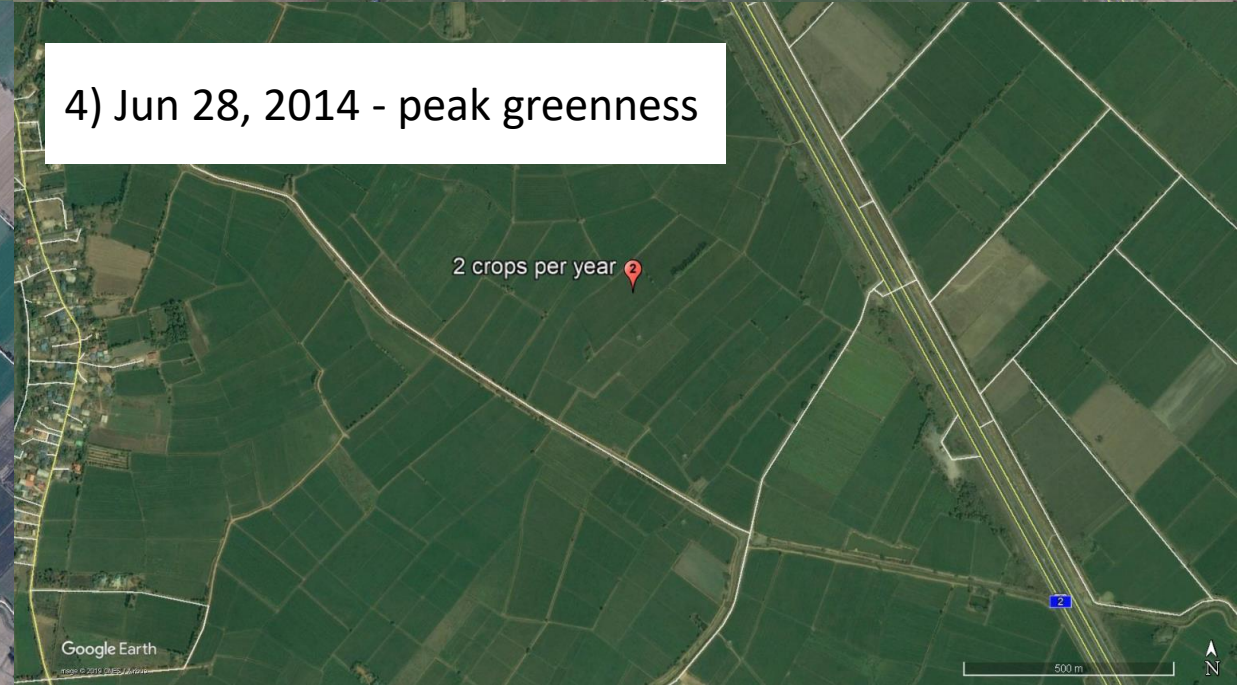 4) Jun 28, 2014 - peak greenness
2 crops per year
2
2
Google Earth
500 m
N